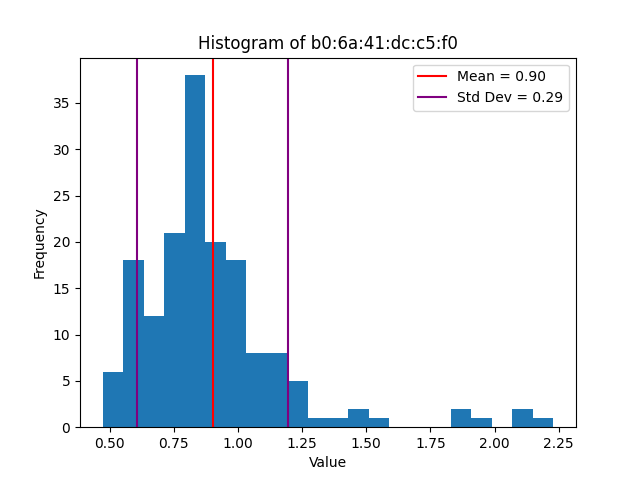 Histogram of b0:6a:41:dc:c5:f0
Mean = 0.90
Std Dev = 0.29
Frequency
35
30
25
20
15
10
5
0
0.50 0.75 1.00 1.25 1.50 1.75 2.00 2.25
Value